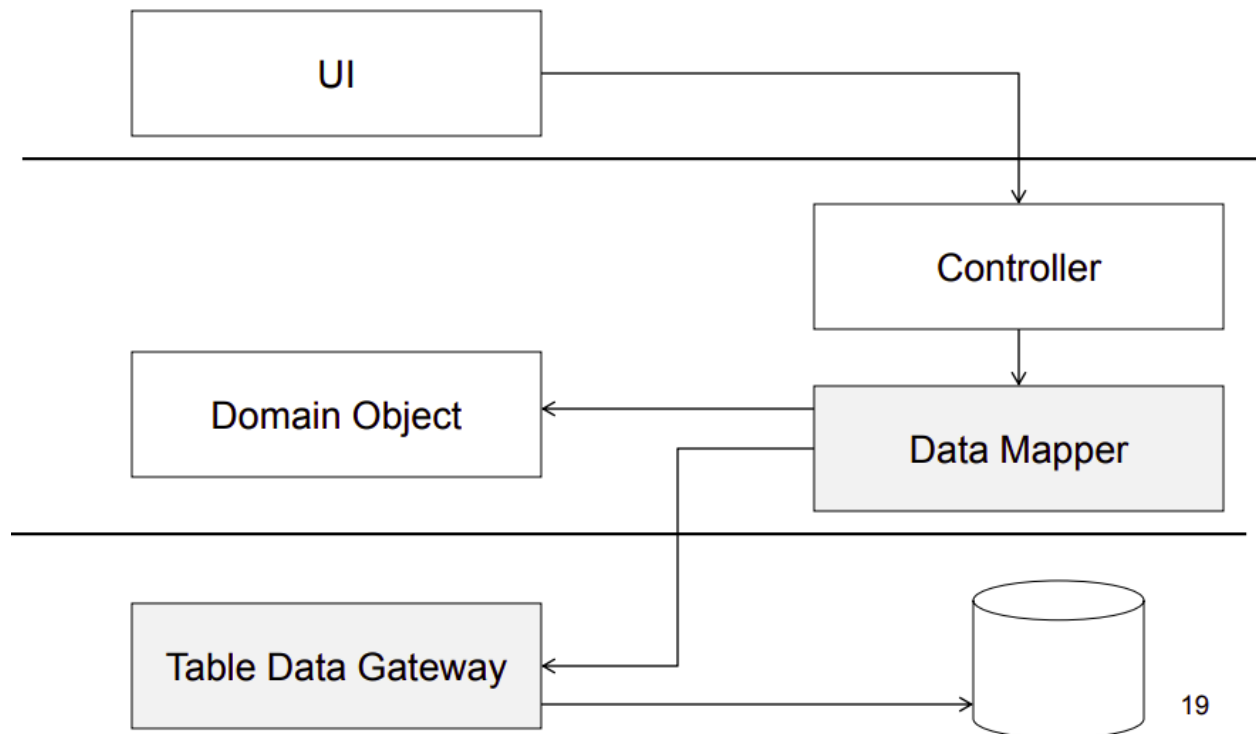 UI
Controller
Domain Object
Data Mapper
Table Data Gateway
19